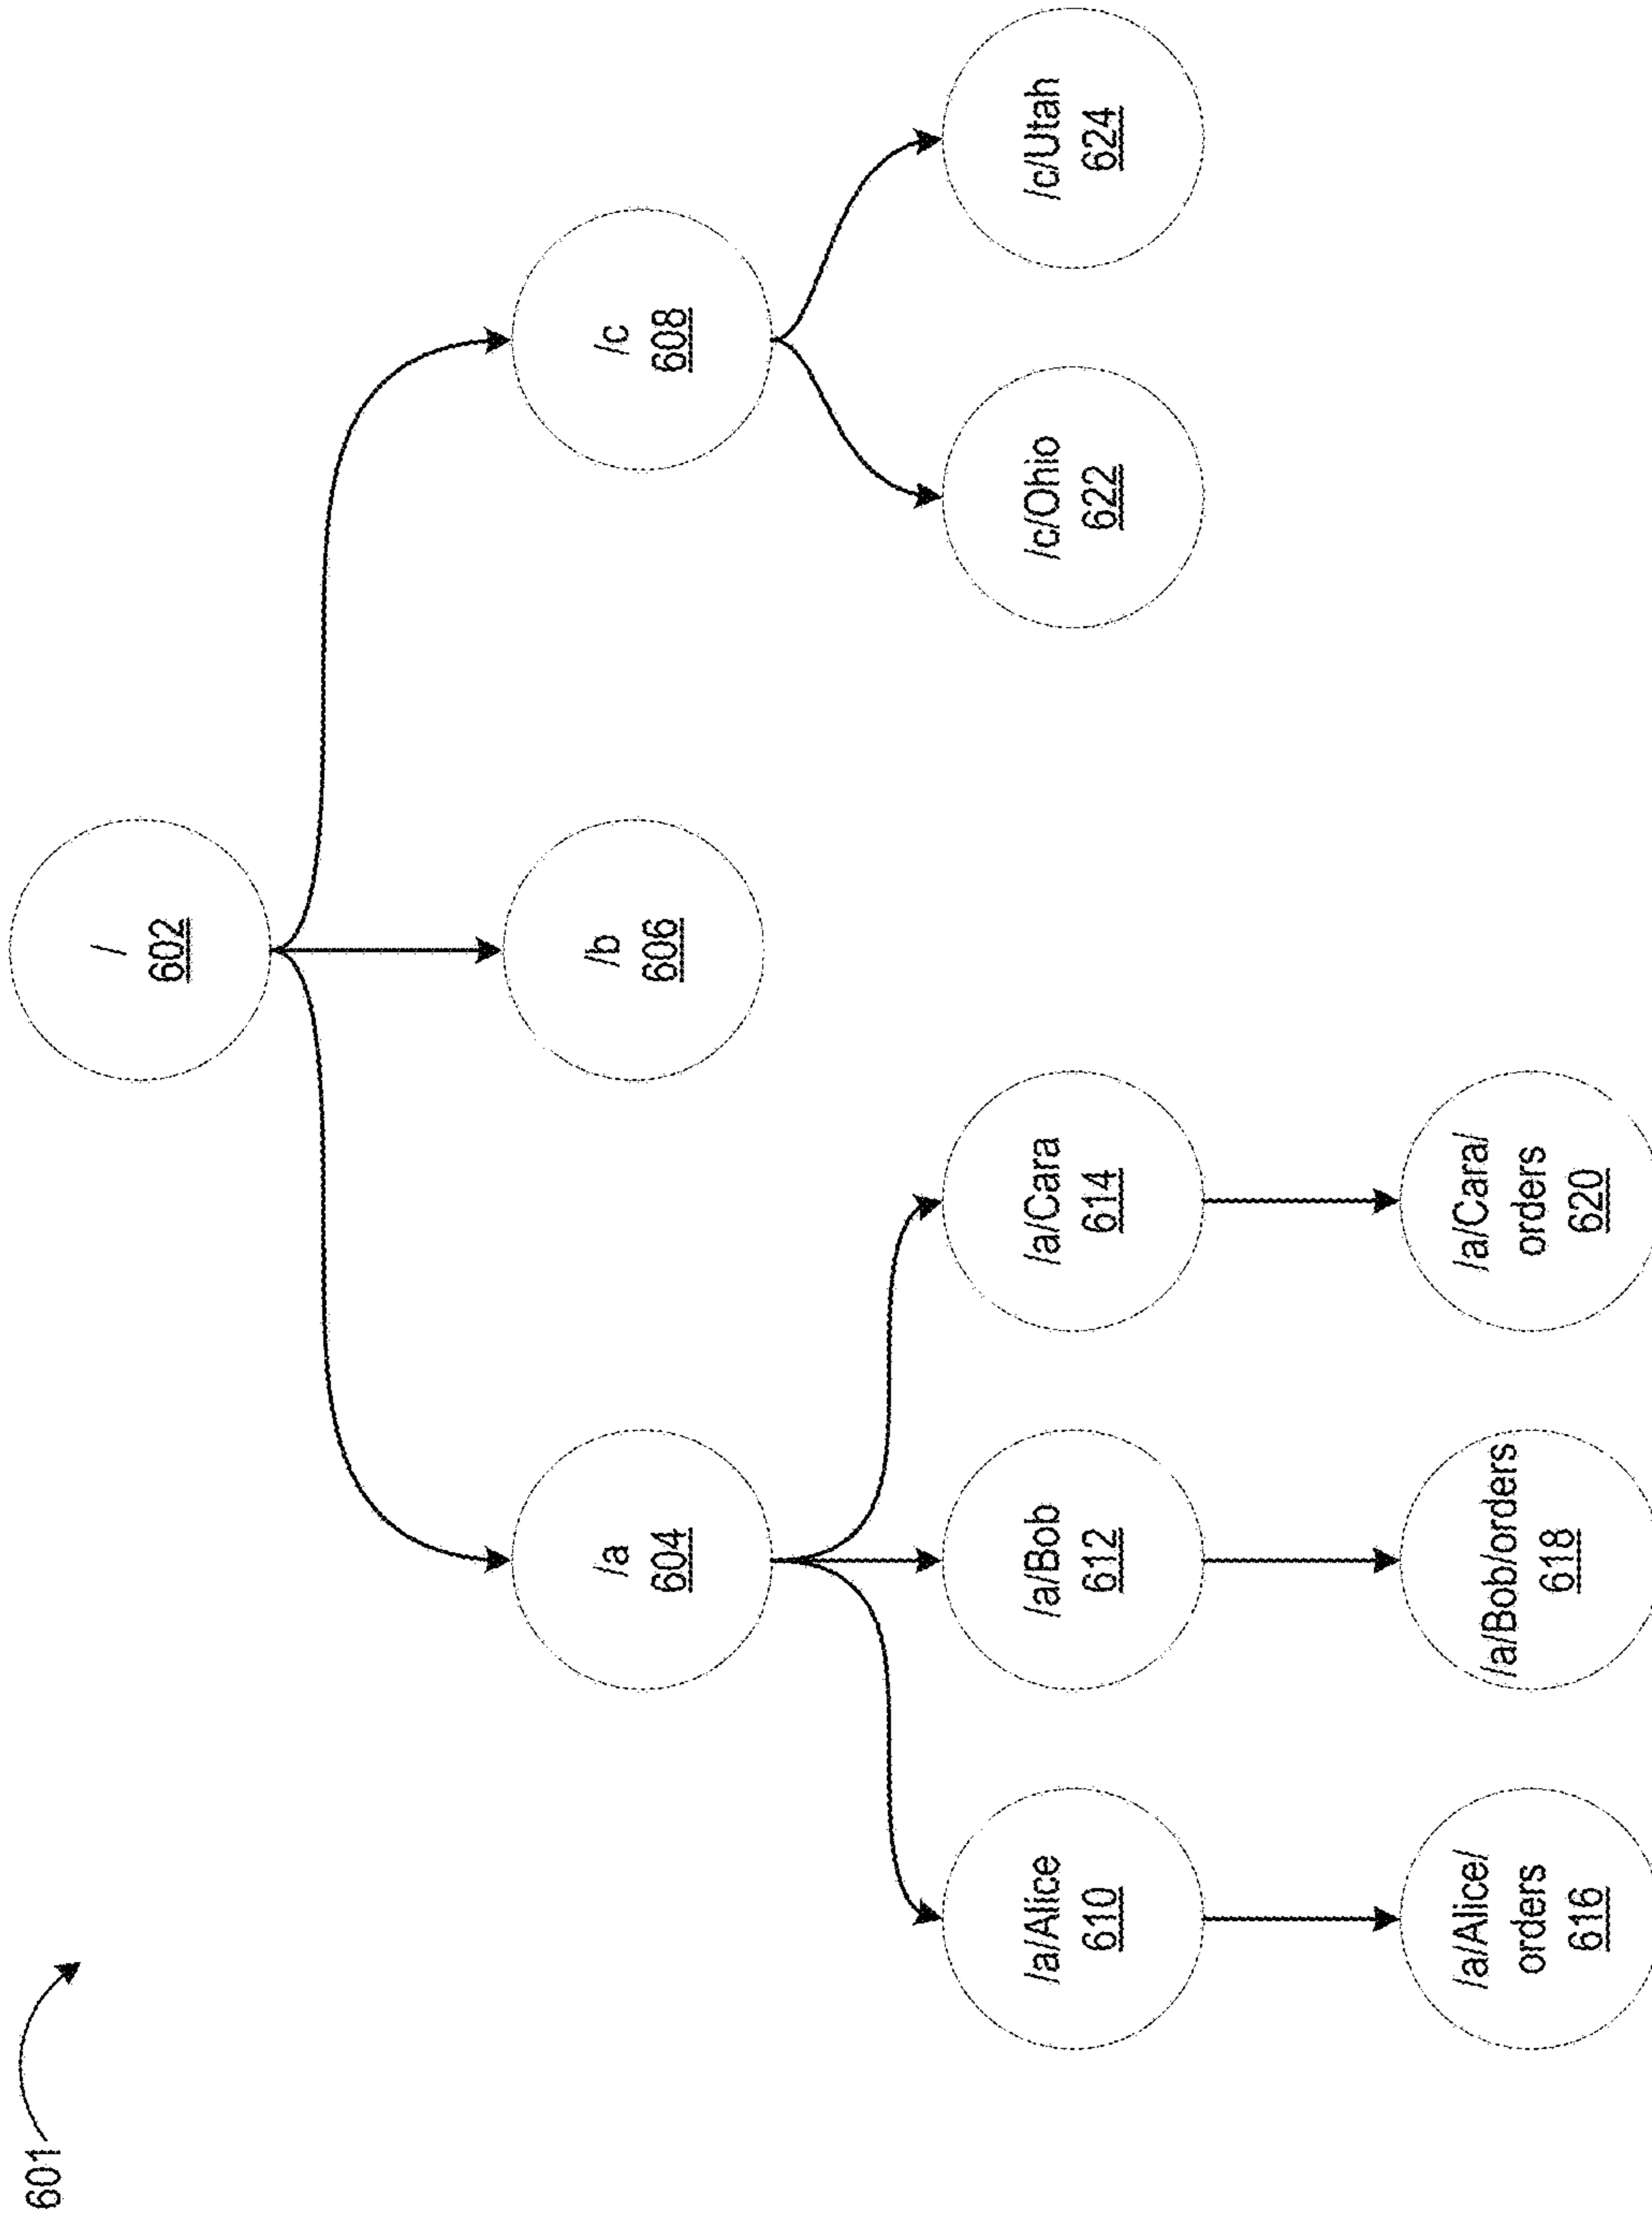 601
/
602
/a
604
/b
606
/c
608
/a/Alice
610
/a/Bob
612
/a/Cara
614
/c/Ohio
622
/c/Utah
624
/a/Alice/
orders
616
/a/Bob/orders
618
/a/Cara/
orders
620